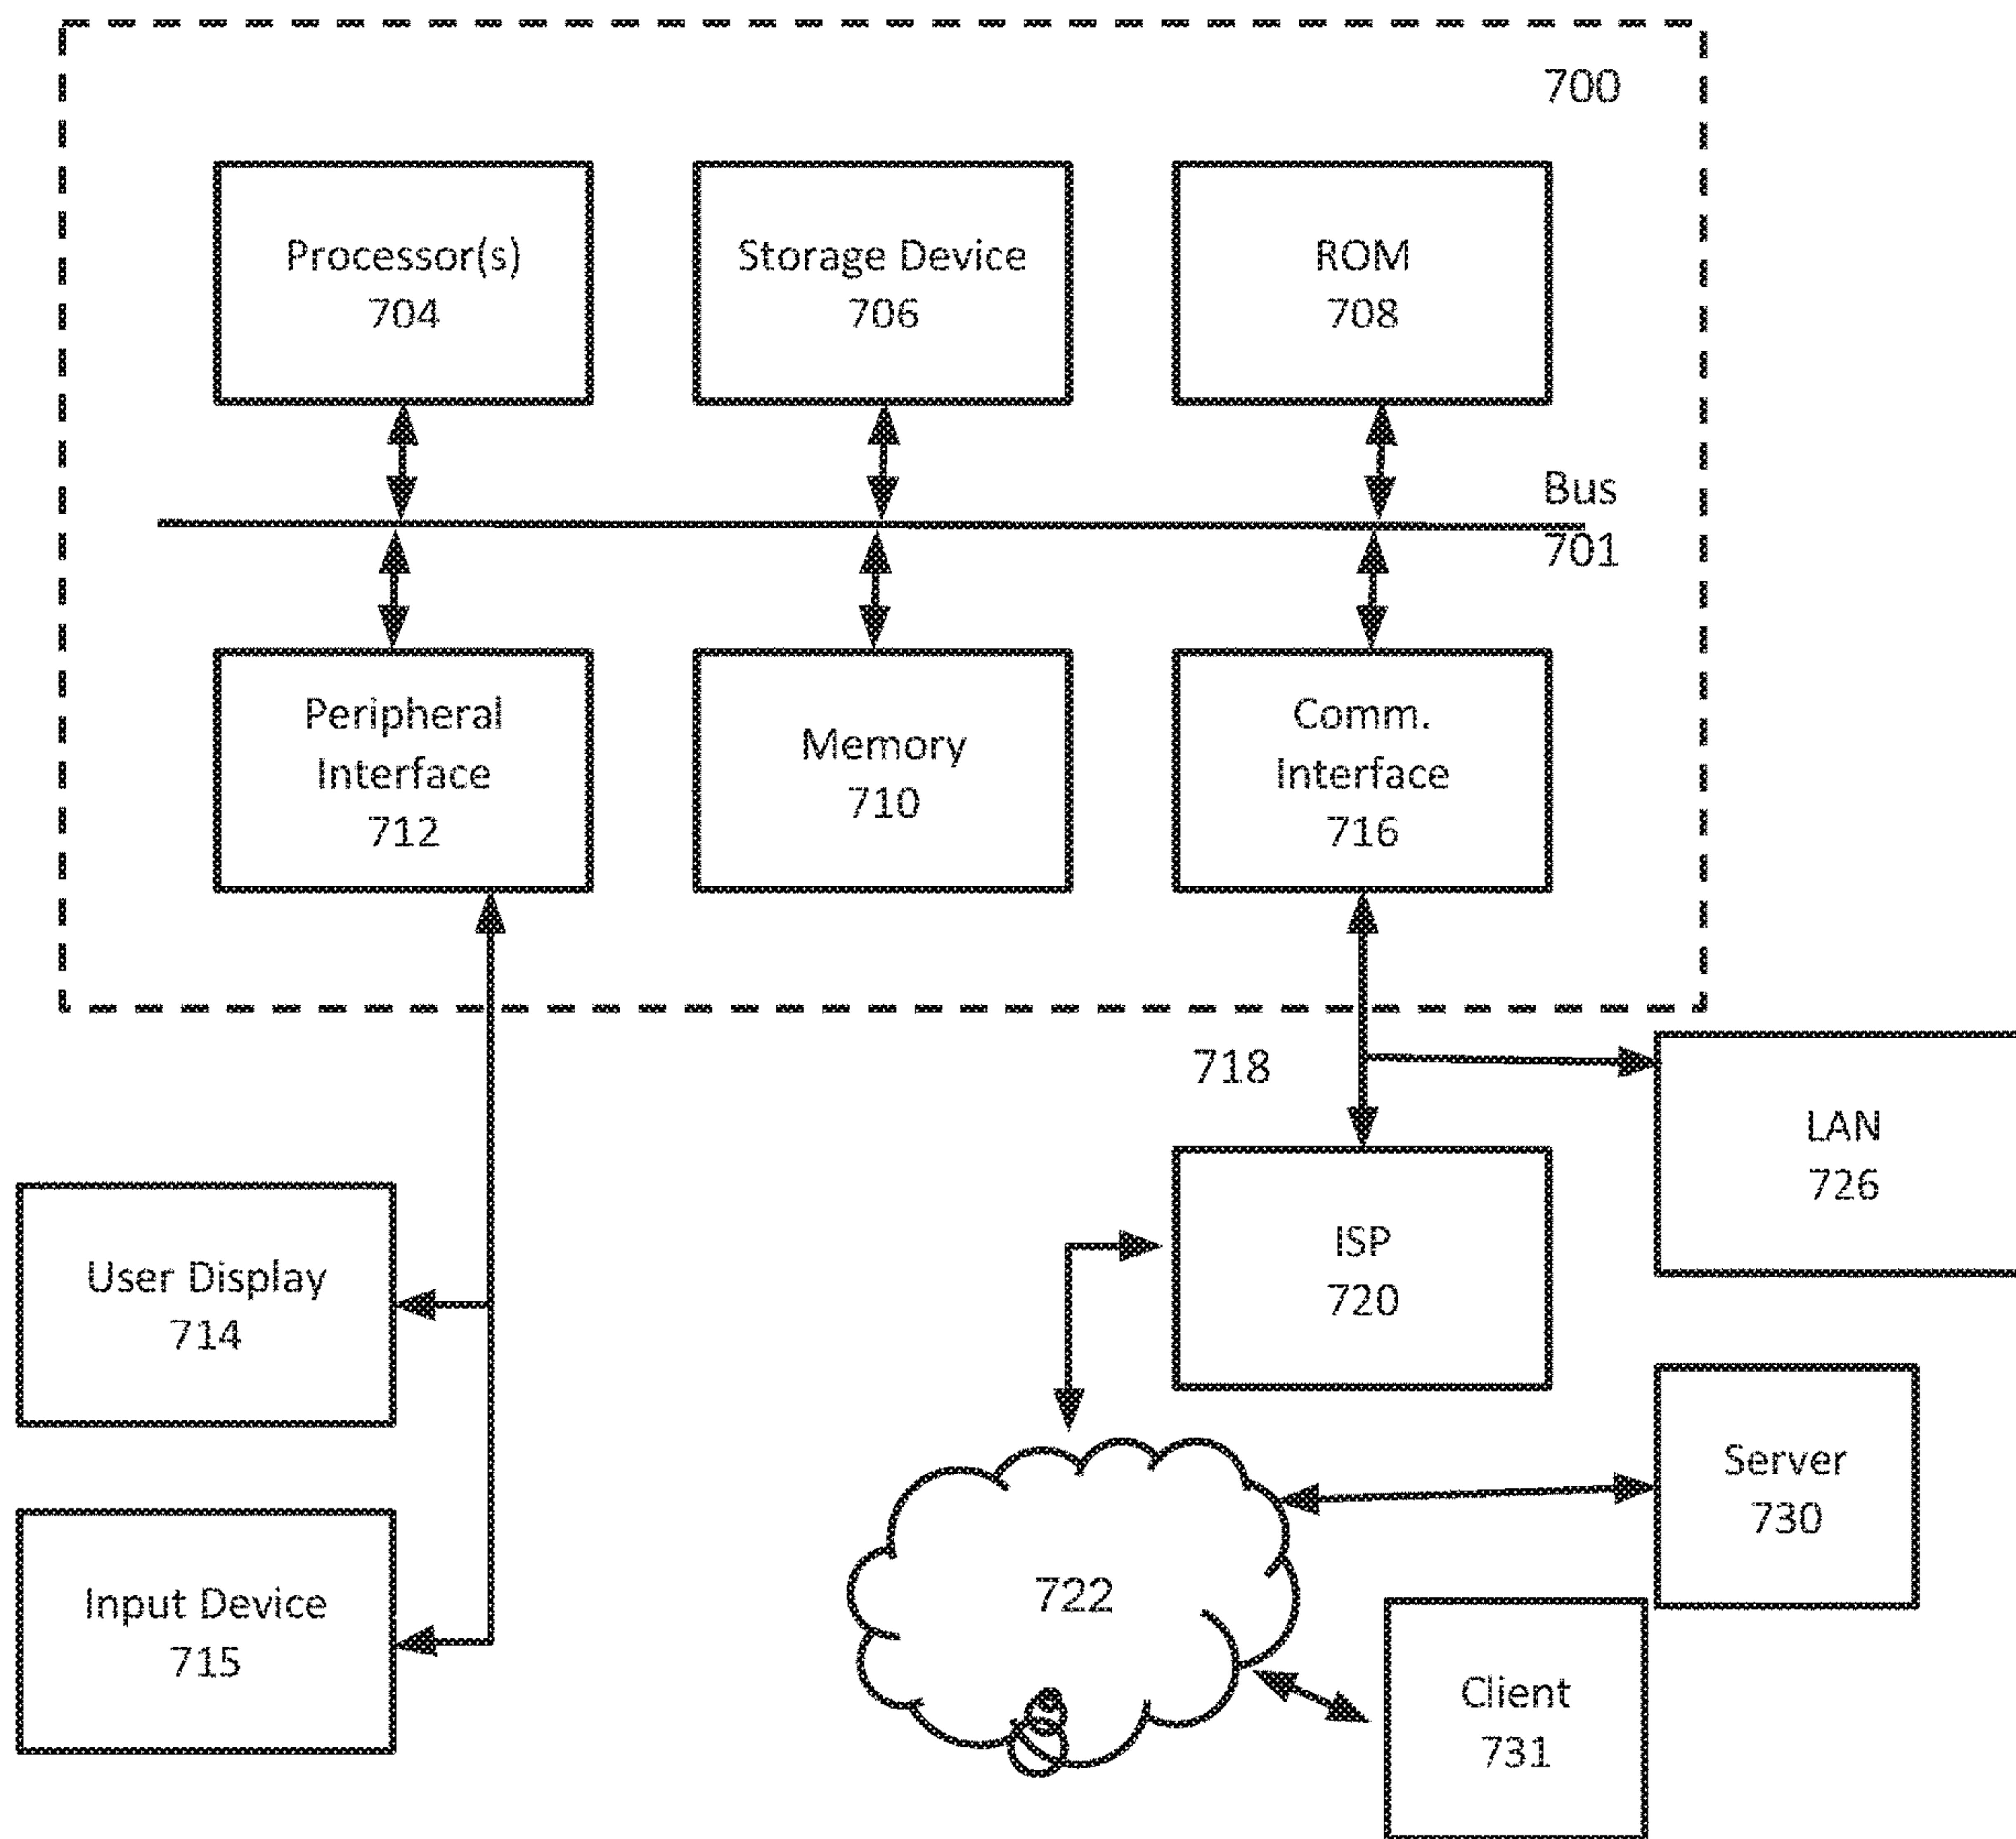 700
Processor(s)
704
Storage Device
706
ROM
708
Bus
701
Peripheral
Interface
712
Memory
710
Comm.
Interface
716
718
LAN
726
User Display
714
ISP
720
Server
730
Input Device
715
722
Client
731